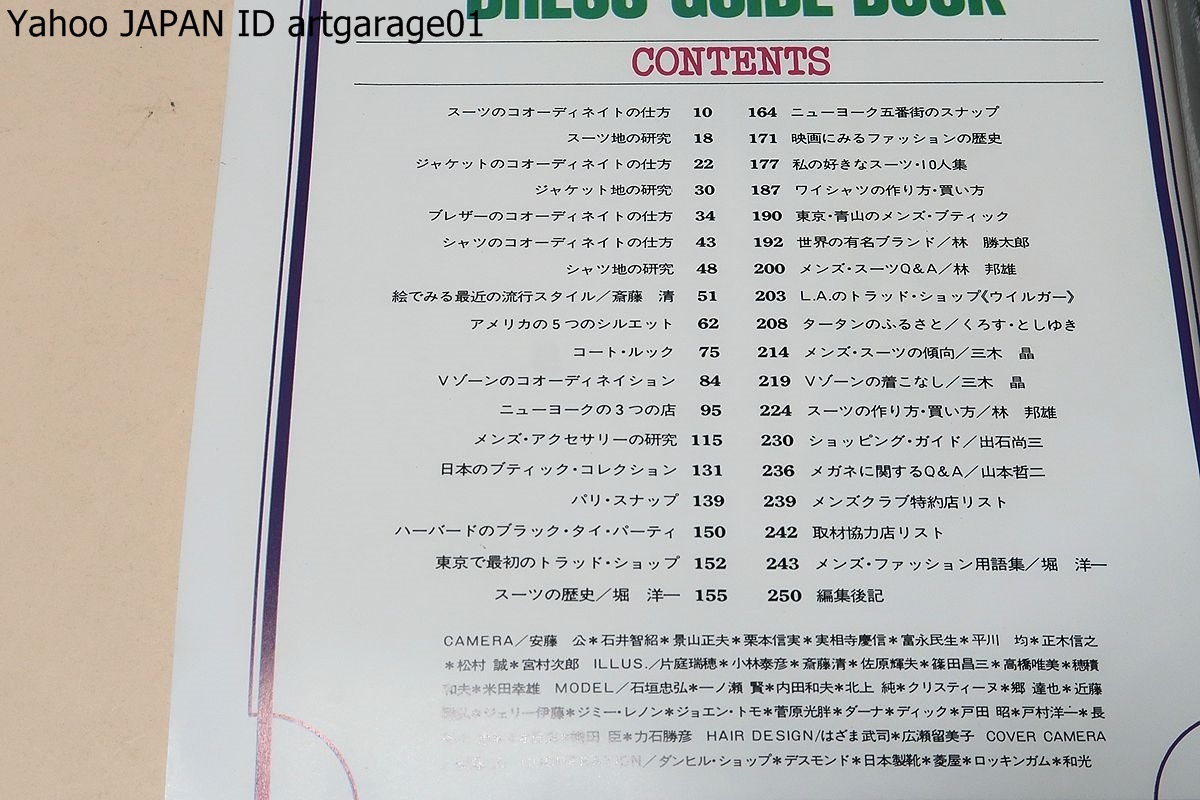 Yahoo JAPAN ID artgarage01
DRESS GUIDE BOOK
CONTENTS
スーツのコオーディネイトの仕方 10
スーツ地の研究 18
ジャケットのコオーディネイトの仕方 22
ジャケット地の研究 30
ブレザーのコオーディネイトの仕方 34
シャツのコオーディネイトの仕方 43
シャツ地の研究 48
絵でみる最近の流行スタイル／斎藤 清 51
アメリカの5つのシルエット 62
コート・ルック 75
Vゾーンのコオーディネイション 84
ニューヨークの3つの店 95
メンズ・アクセサリーの研究 115
日本のブティック・コレクション 131
パリ・スナップ 139
ハーバードのブラック・タイ・パーティ 150
東京で最初のトラッド・ショップ 152
スーツの歴史／堀 洋一 155
164 ニューヨーク五番街のスナップ
171 映画にみるファッションの歴史
177 私の好きなスーツ・10人集
187 ワイシャツの作り方・買い方
190 東京・青山のメンズ・ブティック
192 世界の有名ブランド／林 勝太郎
200 メンズ・スーツQ&A／林 邦雄
203 L.A.のトラッド・ショップ《ウイルガー》
208 タータンのふるさと／くろす・としゆき
214 メンズ・スーツの傾向／三木 晶
219 Vゾーンの着こなし／三木 晶
224 スーツの作り方・買い方／林 邦雄
230 ショッピング・ガイド／出石尚三
236 メガネに関するQ&A／山本哲二
239 メンズクラブ特約店リスト
242 取材協力店リスト
243 メンズ・ファッション用語集／堀 洋一
250 編集後記
CAMERA／安藤 公＊石井智紹＊景山正夫＊栗本信実＊実相寺慶信＊富永民生＊平川 均＊正木信之
＊松村 誠＊宮村次郎 ILLUS.／片庭瑞穂＊小林泰彦＊斎藤清＊佐原輝夫＊篠田昌三＊高橋唯美＊穂積
和夫＊米田幸雄 MODEL／石垣忠弘＊一ノ瀬 賢＊内田和夫＊北上 純＊クリスティーヌ＊郷 達也＊近藤
＊ジェリー伊藤＊ジミー・レノン＊ジョエン・トモ＊菅原光胖＊ダーナ＊ディック＊戸田 昭＊戸村洋一＊長
田 臣＊力石勝彦 HAIR DESIGN/はざま武司＊広瀬留美子 COVER CAMERA
／ダンヒル・ショップ＊デスモンド＊日本製靴＊菱屋＊ロッキンガム＊和光